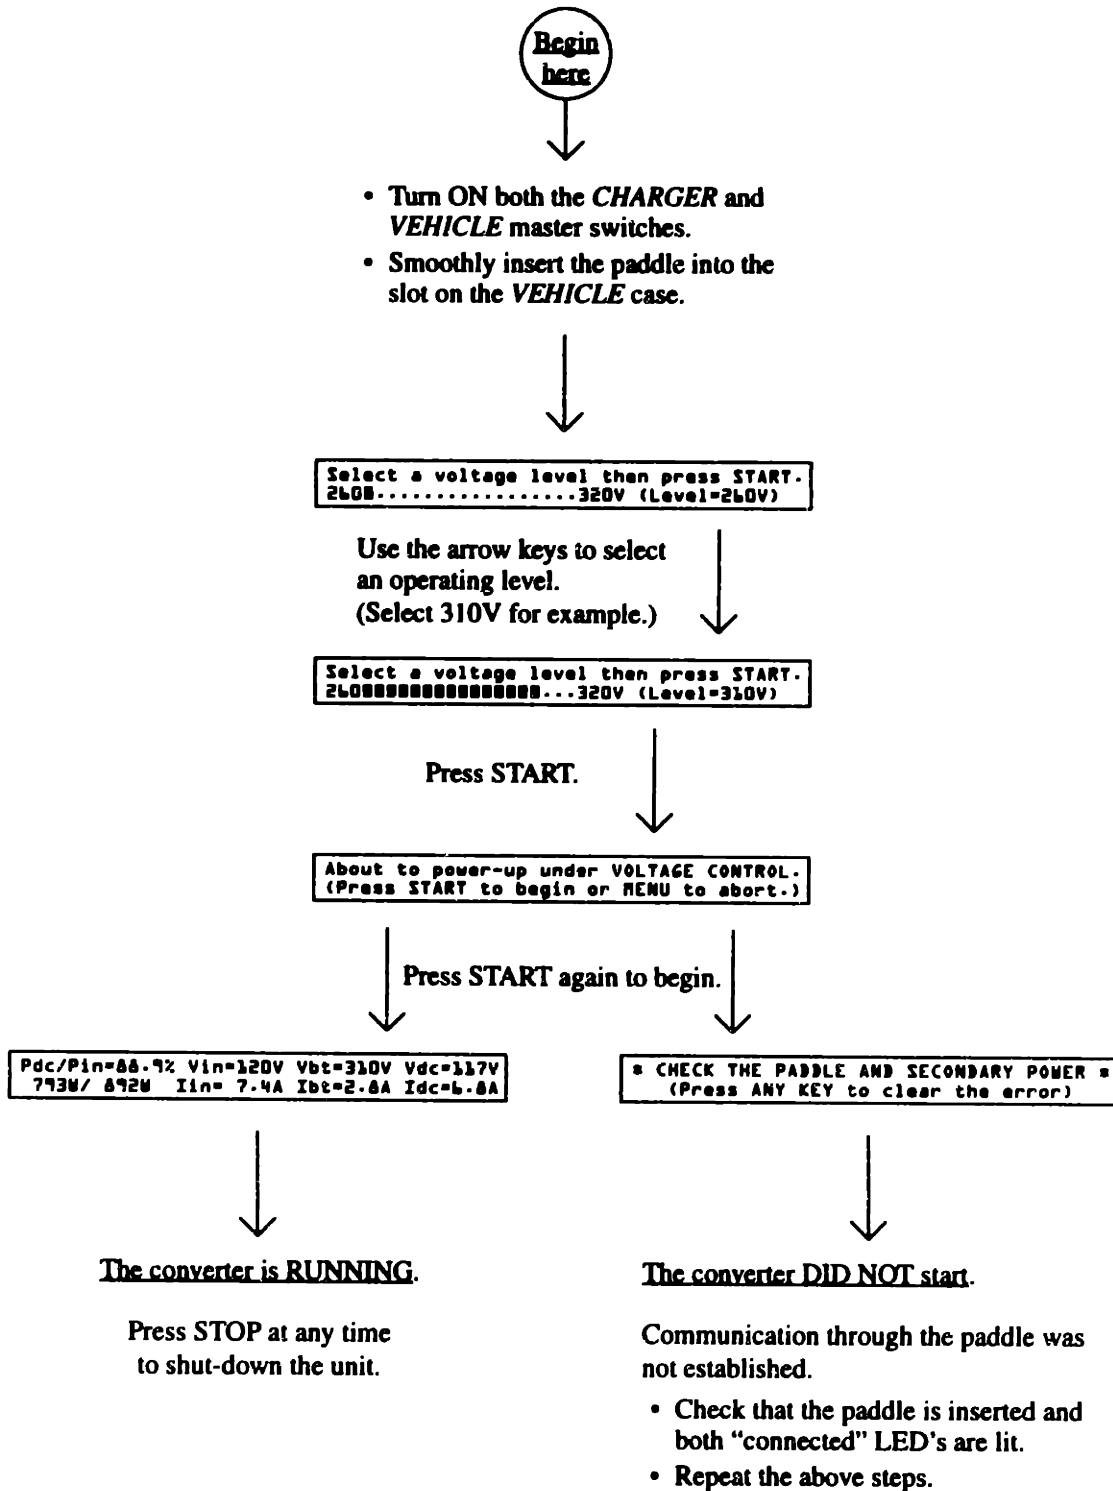 Begin
here
• Turn ON both the CHARGER and
VEHICLE master switches.
• Smoothly insert the paddle into the
slot on the VEHICLE case.
Select a voltage level then press START.
260■.................320V (Level=260V)
Use the arrow keys to select
an operating level.
(Select 310V for example.)
Select a voltage level then press START.
260■■■■■■■■■■■■■■■...320V (Level=310V)
Press START.
About to power-up under VOLTAGE CONTROL.
(Press START to begin or MENU to abort.)
Press START again to begin.
Pdc/Pin=88.9% Vin=120V Vbt=310V Vdc=117V
793W/ 892W Iin= 7.4A Ibt=2.8A Idc=6.8A
* CHECK THE PADDLE AND SECONDARY POWER *
(Press ANY KEY to clear the error)
The converter is RUNNING.
Press STOP at any time
to shut-down the unit.
The converter DID NOT start.
Communication through the paddle was
not established.
• Check that the paddle is inserted and
both “connected” LED's are lit.
• Repeat the above steps.